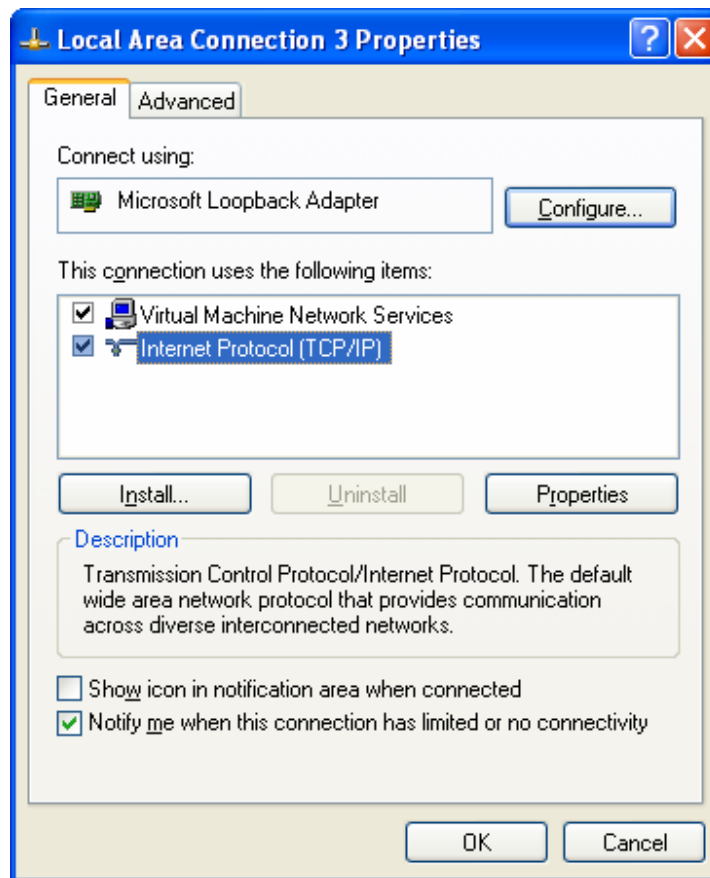 Local Area Connection 3 Properties
General
Advanced
Connect using:
Microsoft Loopback Adapter
Configure...
This connection uses the following items:
Virtual Machine Network Services
Internet Protocol (TCP/IP)
Install...
Uninstall
Properties
Description
Transmission Control Protocol/Internet Protocol. The default
wide area network protocol that provides communication
across diverse interconnected networks.
Show icon in notification area when connected
Notify me when this connection has limited or no connectivity
OK
Cancel